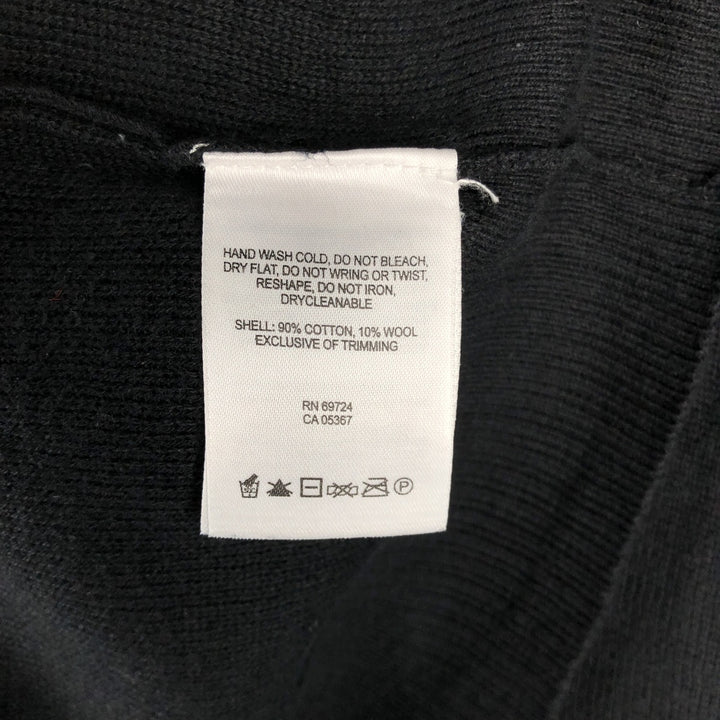 HAND WASH COLD, DO NOT BLEACH,
DRY FLAT, DO NOT WRING OR TWIST,
RESHAPE, DO NOT IRON,
DRYCLEANABLE
SHELL: 90% COTTON, 10% WOOL
EXCLUSIVE OF TRIMMING
RN 69724
CA 05367
P